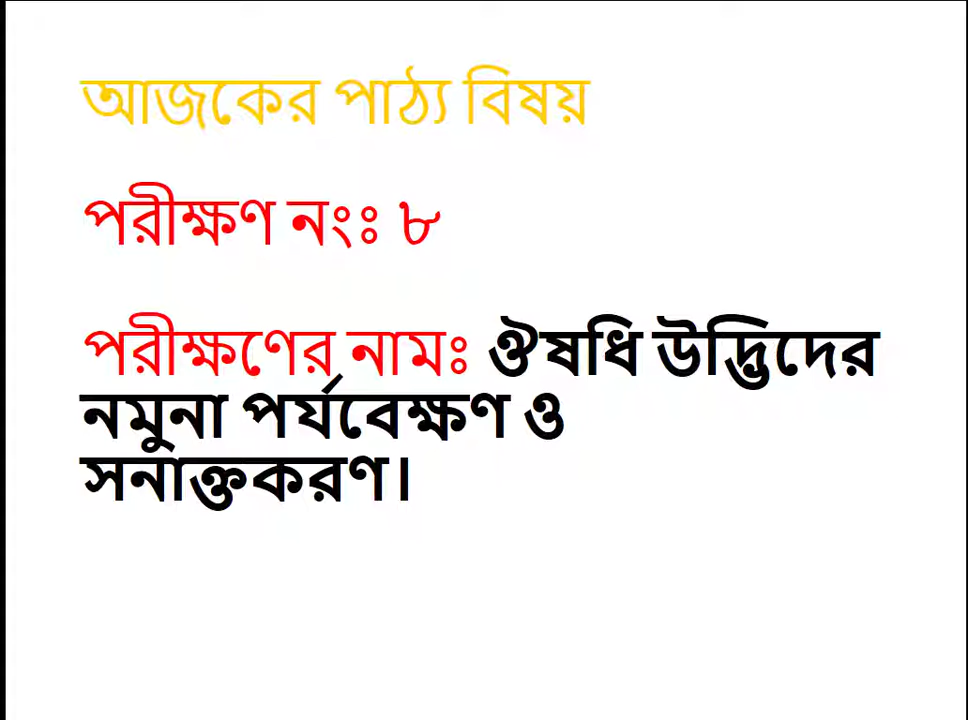 আজকের পাঠ্য বিষয়
পরীক্ষণ নংঃ ৮
পরীক্ষণের নামঃ ঔষধি উদ্ভিদের
নমুনা পর্যবেক্ষণ ও
সনাক্তকরণ।